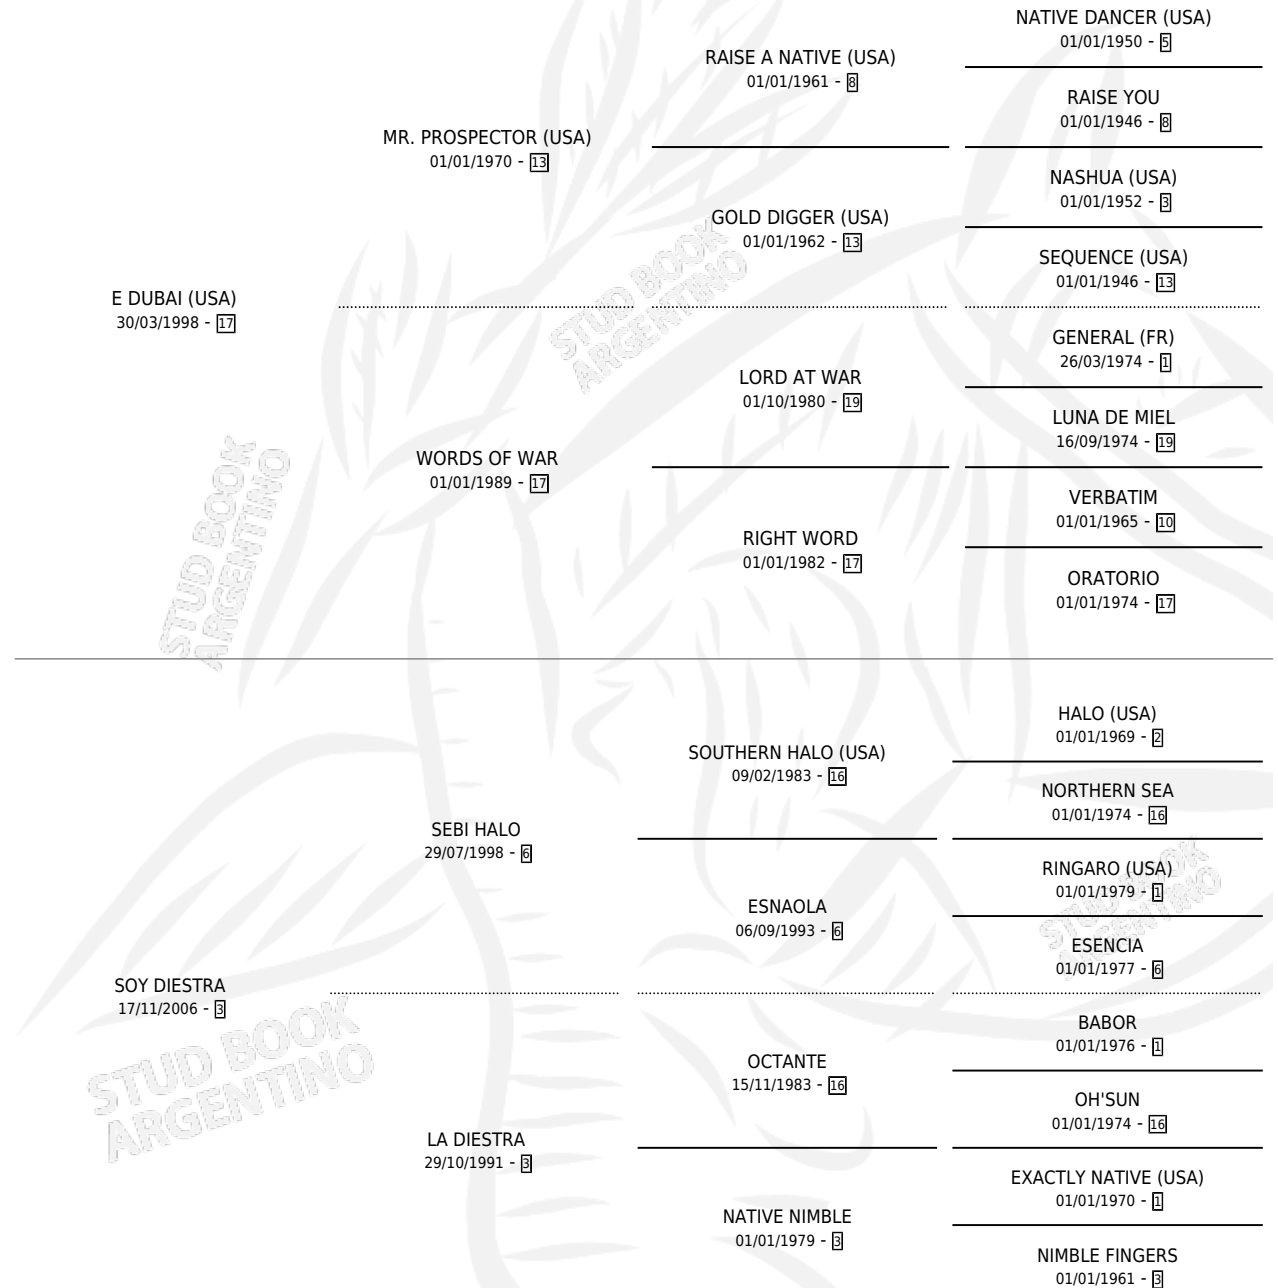 NATIVE DANCER (USA)
01/01/1950 - 5
RAISE A NATIVE (USA)
01/01/1961 - 8
RAISE YOU
01/01/1946 - 8
MR. PROSPECTOR (USA)
01/01/1970 - 13
NASHUA (USA)
01/01/1952 - 3
GOLD DIGGER (USA)
01/01/1962 - 13
SEQUENCE (USA)
01/01/1946 - 13
E DUBAI (USA)
30/03/1998 - 17
GENERAL (FR)
26/03/1974 - 1
LORD AT WAR
01/10/1980 - 19
LUNA DE MIEL
16/09/1974 - 19
WORDS OF WAR
01/01/1989 - 17
VERBATIM
01/01/1965 - 10
RIGHT WORD
01/01/1982 - 17
ORATORIO
01/01/1974 - 17
HALO (USA)
01/01/1969 - 2
SOUTHERN HALO (USA)
09/02/1983 - 16
NORTHERN SEA
01/01/1974 - 16
SEBI HALO
29/07/1998 - 6
RINGARO (USA)
01/01/1979 - 1
ESNAOLA
06/09/1993 - 6
ESENCIA
01/01/1977 - 6
SOY DIESTRA
17/11/2006 - 3
BABOR
01/01/1976 - 1
OCTANTE
15/11/1983 - 16
OH'SUN
01/01/1974 - 16
LA DIESTRA
29/10/1991 - 3
EXACTLY NATIVE (USA)
01/01/1970 - 1
NATIVE NIMBLE
01/01/1979 - 3
NIMBLE FINGERS
01/01/1961 - 3
STUD BOOK
ARGENTINO
STUD BOOK
ARGENTINO
STUD BOOK
ARGENTINO
STUD BOOK
ARGENTINO